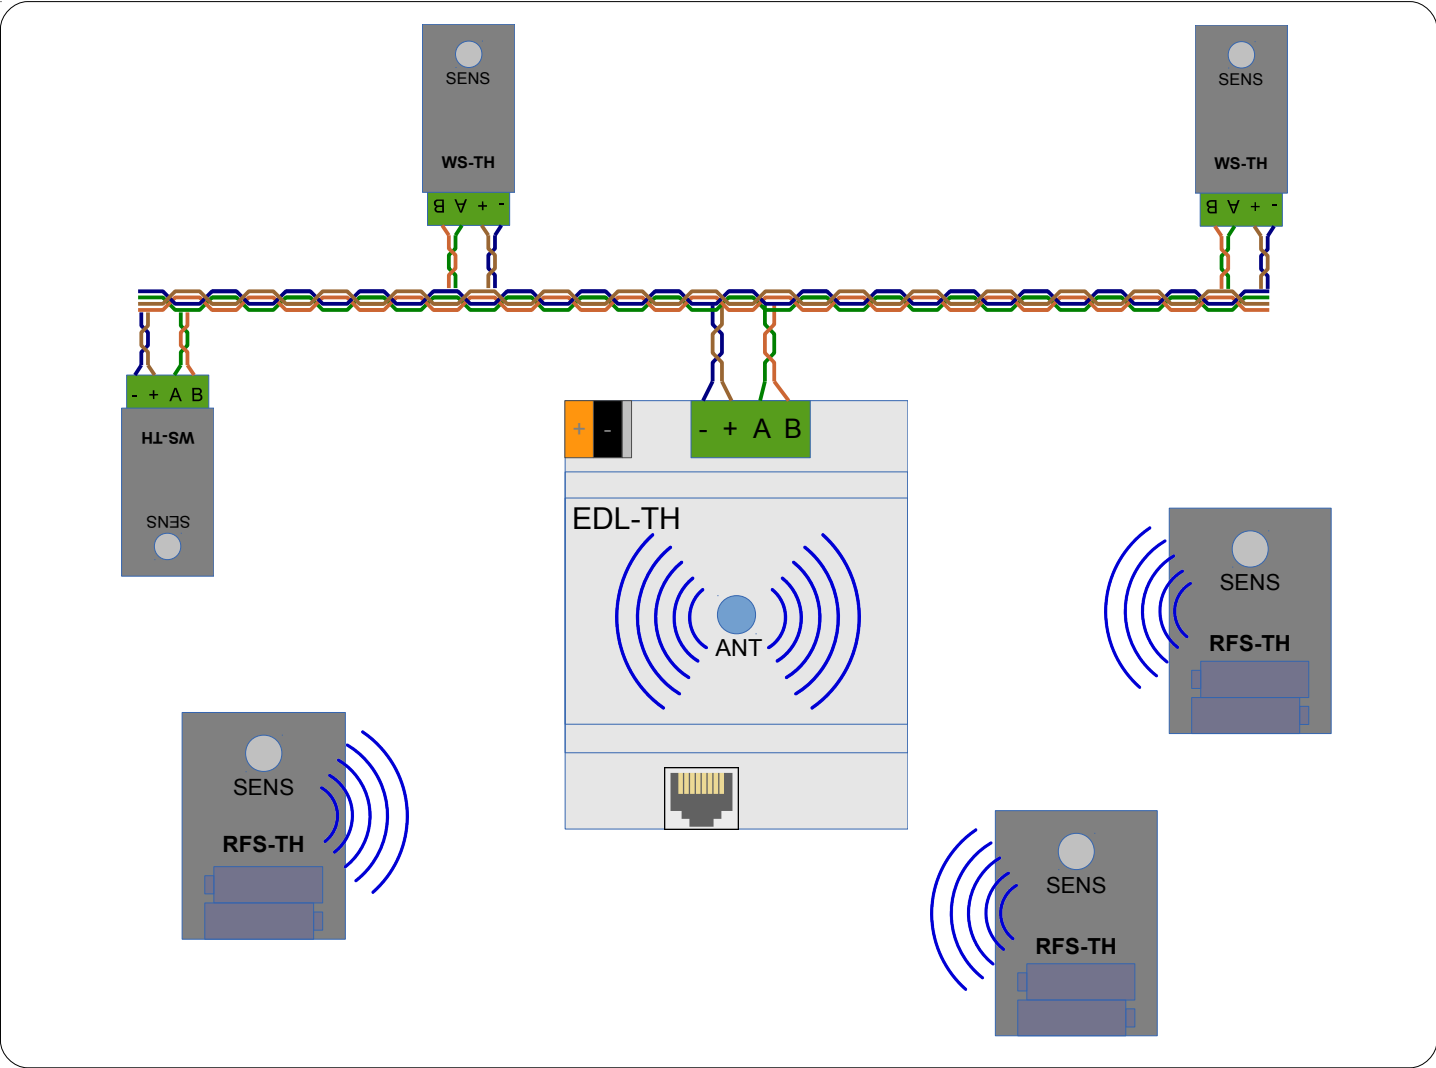 SENS
WS-TH
B A + -
SENS
WS-TH
B A + -
- + A B
WS-TH
SENS
+ -
- + A B
EDL-TH
ANT
SENS
RFS-TH
SENS
RFS-TH
SENS
RFS-TH